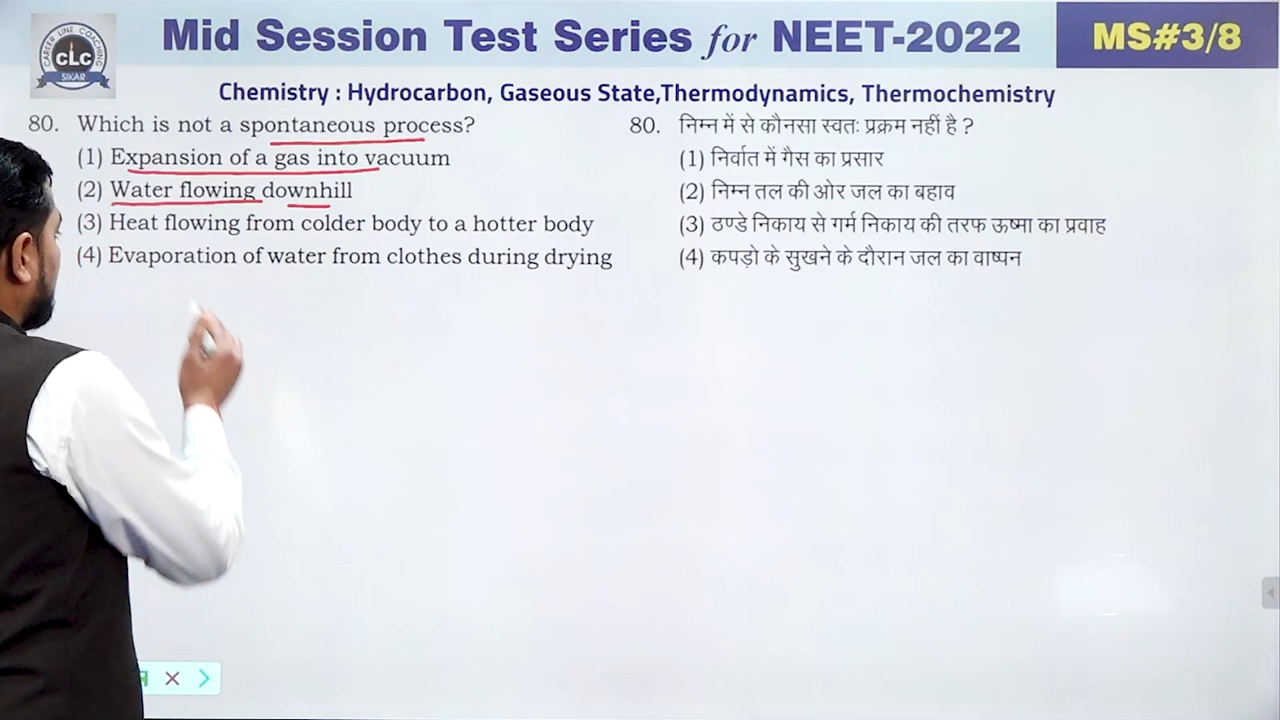 CAREER LINE COACHING
CLC
SIKAR
Mid Session Test Series for NEET-2022
MS#3/8
Chemistry : Hydrocarbon, Gaseous State,Thermodynamics, Thermochemistry
80. Which is not a spontaneous process?
(1) Expansion of a gas into vacuum
(2) Water flowing downhill
(3) Heat flowing from colder body to a hotter body
(4) Evaporation of water from clothes during drying
80. निम्न में से कौनसा स्वतः प्रक्रम नहीं है ?
(1) निर्वात में गैस का प्रसार
(2) निम्न तल की ओर जल का बहाव
(3) ठण्डे निकाय से गर्म निकाय की तरफ ऊष्मा का प्रवाह
(4) कपड़ो के सुखने के दौरान जल का वाष्पन